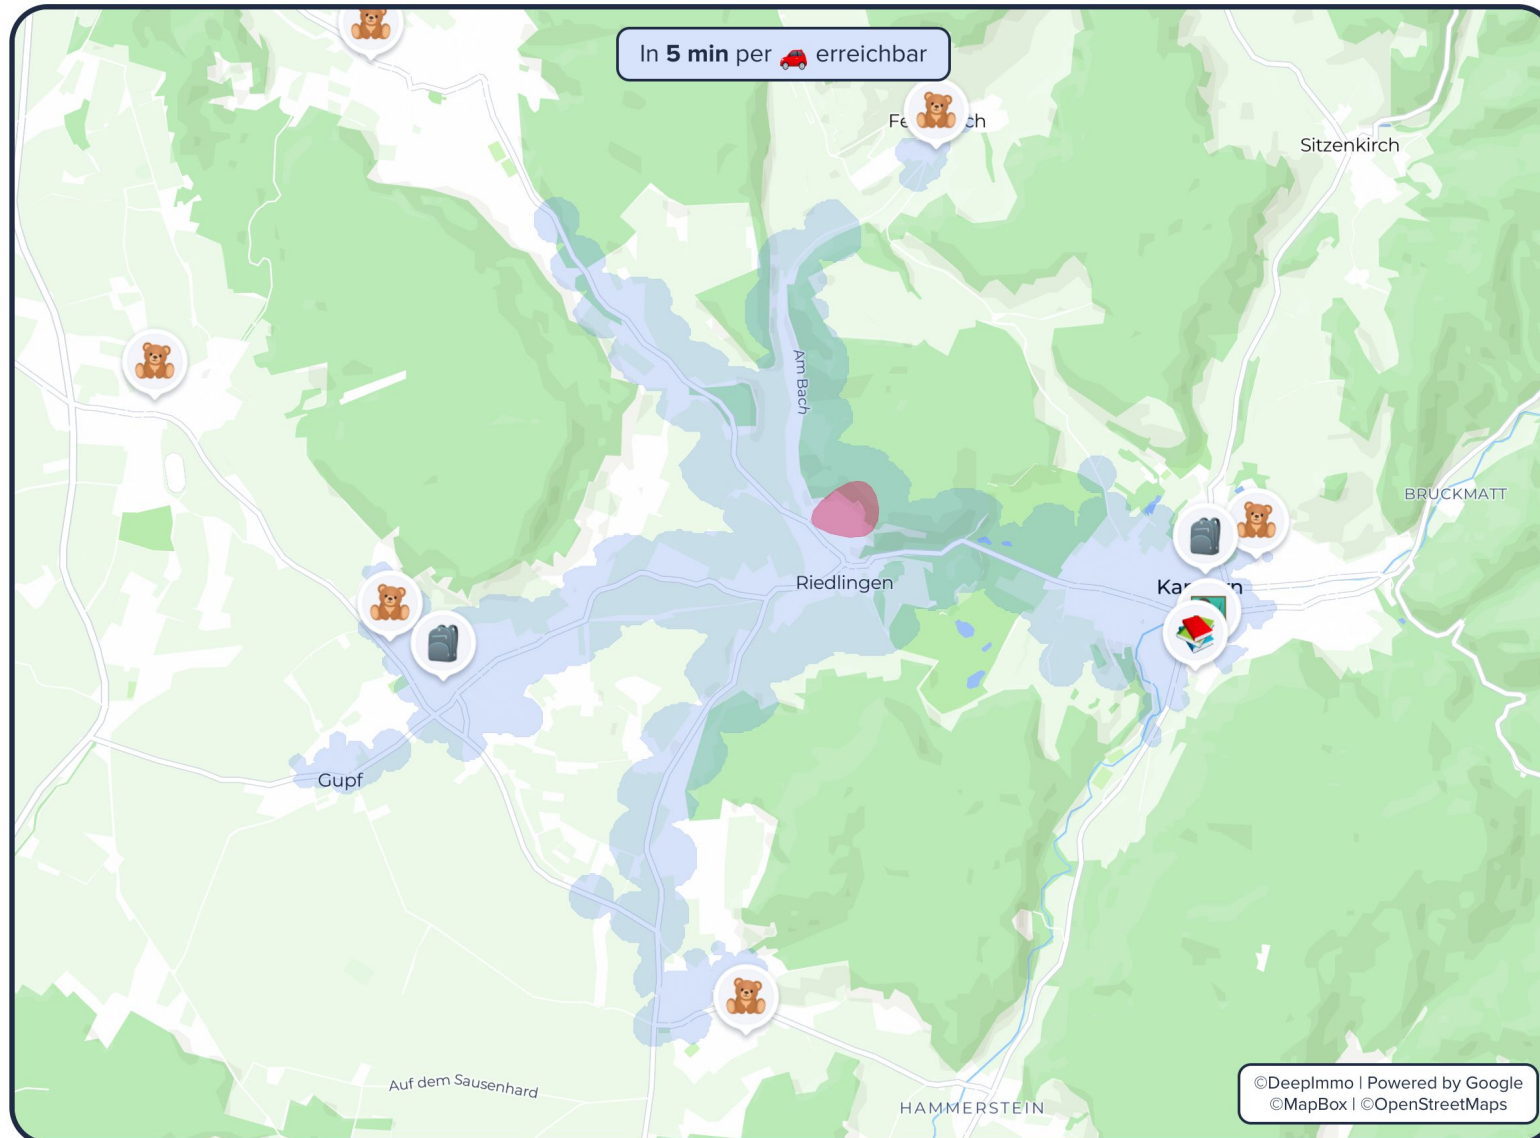 In 5 min per 🚗 erreichbar
Sitzenkirch
Am Bach
BRUCKMATT
Riedlingen
Gupf
Auf dem Sausenhard
HAMMERSTEIN
©DeepImmo | Powered by Google
©MapBox | ©OpenStreetMaps